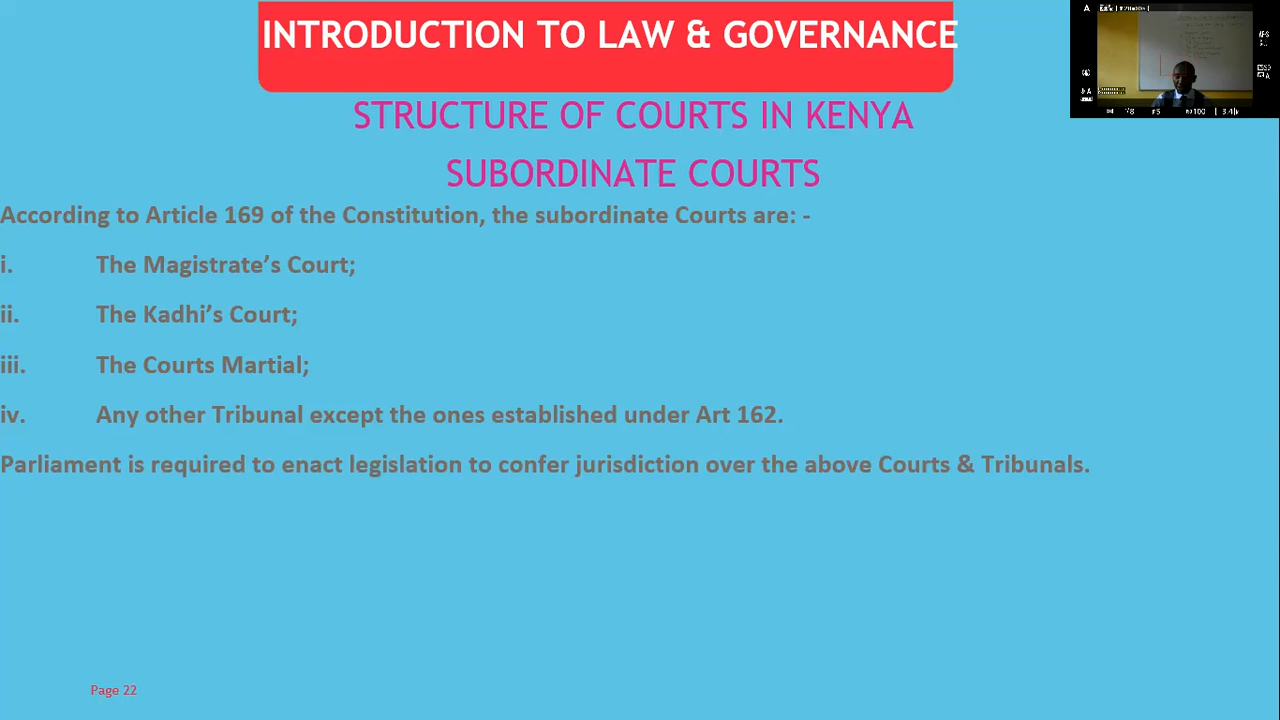 INTRODUCTION TO LAW & GOVERNANCE
STRUCTURE OF COURTS IN KENYA
SUBORDINATE COURTS
According to Article 169 of the Constitution, the subordinate Courts are: -
i. The Magistrate’s Court;
ii. The Kadhi’s Court;
iii. The Courts Martial;
iv. Any other Tribunal except the ones established under Art 162.
Parliament is required to enact legislation to confer jurisdiction over the above Courts & Tribunals.
Page 22